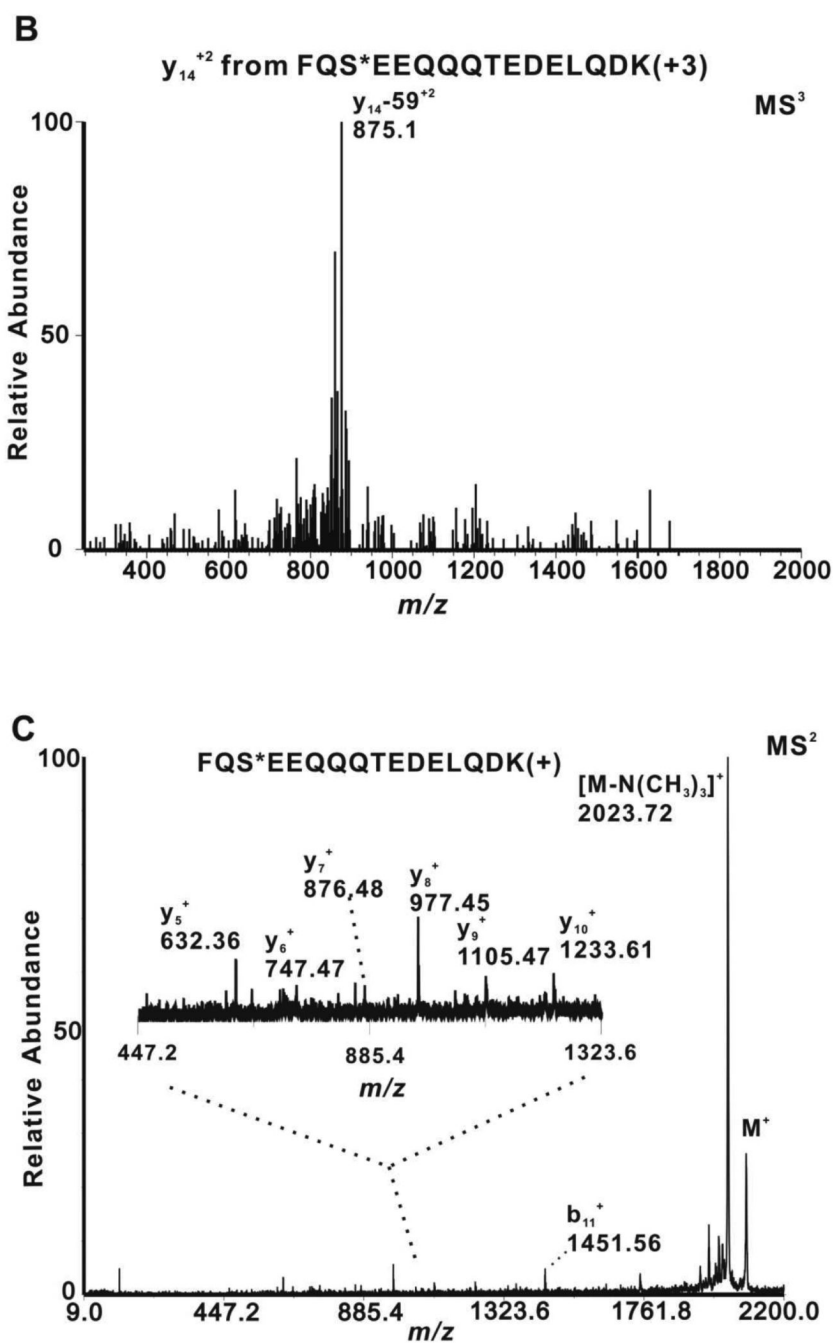 B
y₁₄⁺² from FQS*EEQQQTEDELQDK(+3)
MS³
y₁₄-59⁺²
875.1
100
50
0
Relative Abundance
400 600 800 1000 1200 1400 1600 1800 2000
m/z
C
MS²
FQS*EEQQQTEDELQDK(+)
[M-N(CH₃)₃]⁺
2023.72
100
50
0
Relative Abundance
y₅⁺
632.36
y₆⁺
747.47
y₇⁺
876.48
y₈⁺
977.45
y₉⁺
1105.47
y₁₀⁺
1233.61
447.2 885.4 1323.6
m/z
M⁺
b₁₁⁺
1451.56
9.0 447.2 885.4 1323.6 1761.8 2200.0
m/z